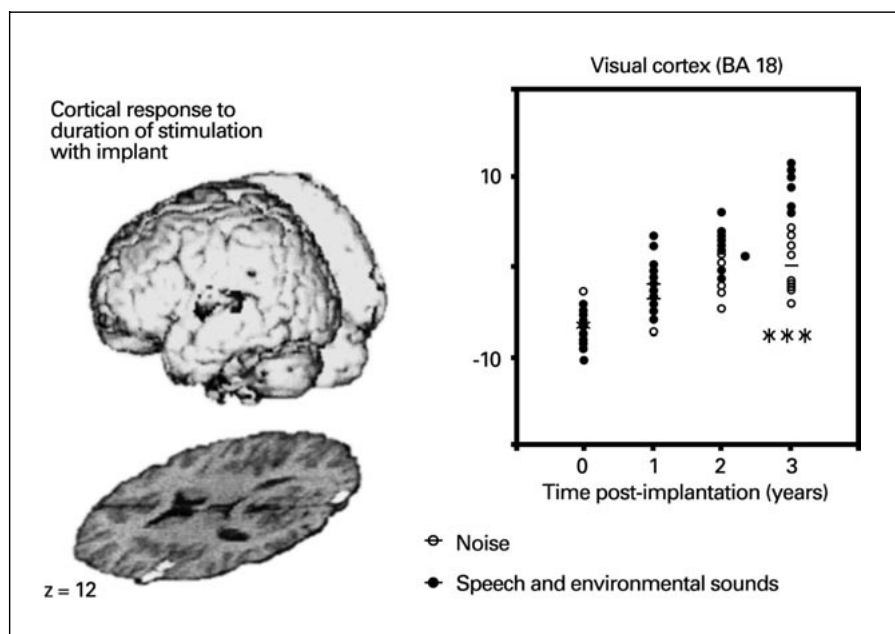 Cortical response to
duration of stimulation
with implant
z = 12
Visual cortex (BA 18)
10
-10
0 1 2 3
Time post-implantation (years)
***
Noise
Speech and environmental sounds